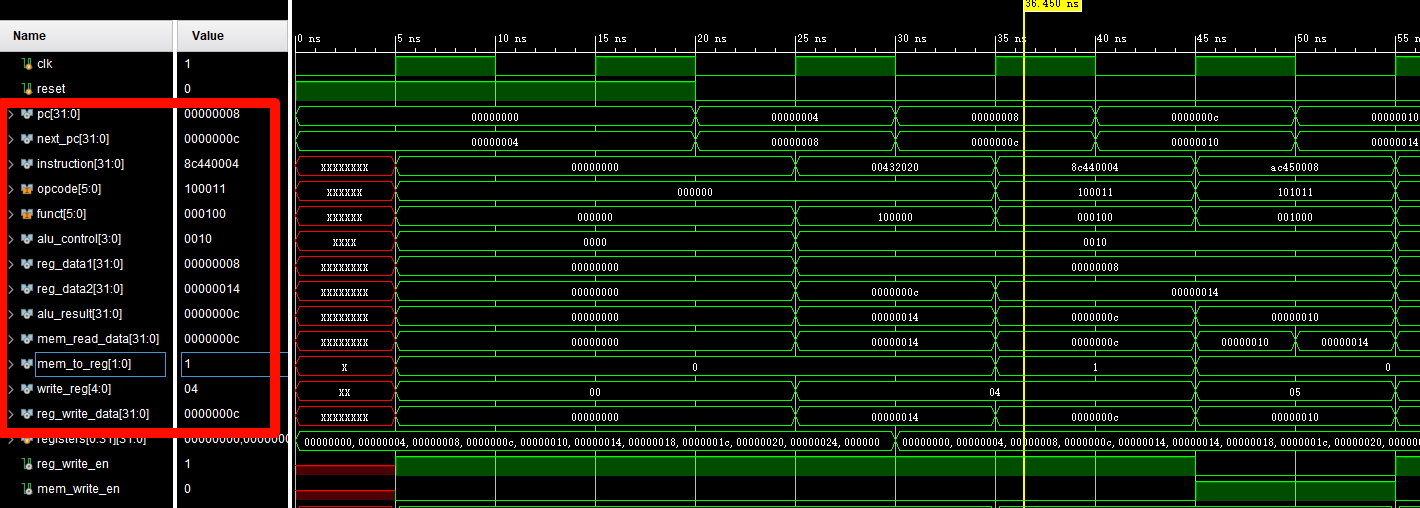 36.450 ns
Name Value
0 ns 5 ns 10 ns 15 ns 20 ns 25 ns 30 ns 35 ns 40 ns 45 ns 50 ns 55 n
clk 1
reset 0
pc[31:0] 00000008 00000000 00000004 00000008 0000000c 00000010
next_pc[31:0] 0000000c 00000004 00000008 0000000c 00000010 00000014
instruction[31:0] 8c440004 XXXXXXXX 00000000 00432020 8c440004 ac450008
opcode[5:0] 100011 XXXXXX 000000 100011 101011
funct[5:0] 000100 XXXXXX 000000 100000 000100 001000
alu_control[3:0] 0010 XXXX 0000 0010
reg_data1[31:0] 00000008 XXXXXXXX 00000000 00000008
reg_data2[31:0] 00000014 XXXXXXXX 00000000 0000000c 00000014
alu_result[31:0] 0000000c XXXXXXXX 00000000 00000014 0000000c 00000010
mem_read_data[31:0] 0000000c XXXXXXXX 00000000 00000014 0000000c 00000010 00000014
mem_to_reg[1:0] 1 X 0 1 0
write_reg[4:0] 04 XX 00 04 05
reg_write_data[31:0] 0000000c XXXXXXXX 00000000 00000014 0000000c 00000010
registers[0:31][31:0] 00000000,0000000 00000000,00000004,00000008,0000000c,00000010,00000014,00000018,0000001c,00000020,00000024,000000 00000000,00000004,00000008,0000000c,00000014,00000014,00000018,0000001c,00000020,0000
reg_write_en 1
mem_write_en 0